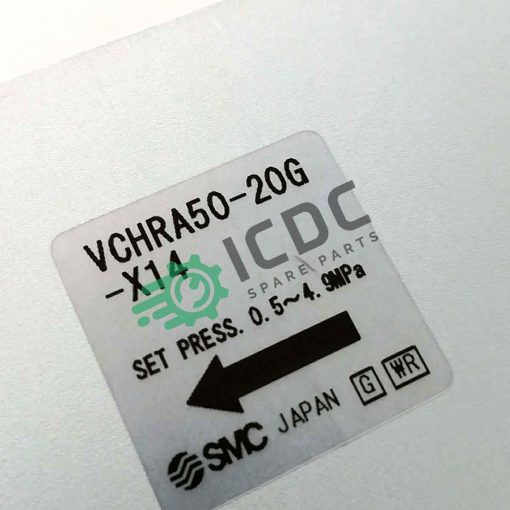 VCHRA50-20G
-X14
ICDC
SPARE PARTS
SET PRESS. 0.5~4.9MPa
SMC JAPAN G WR